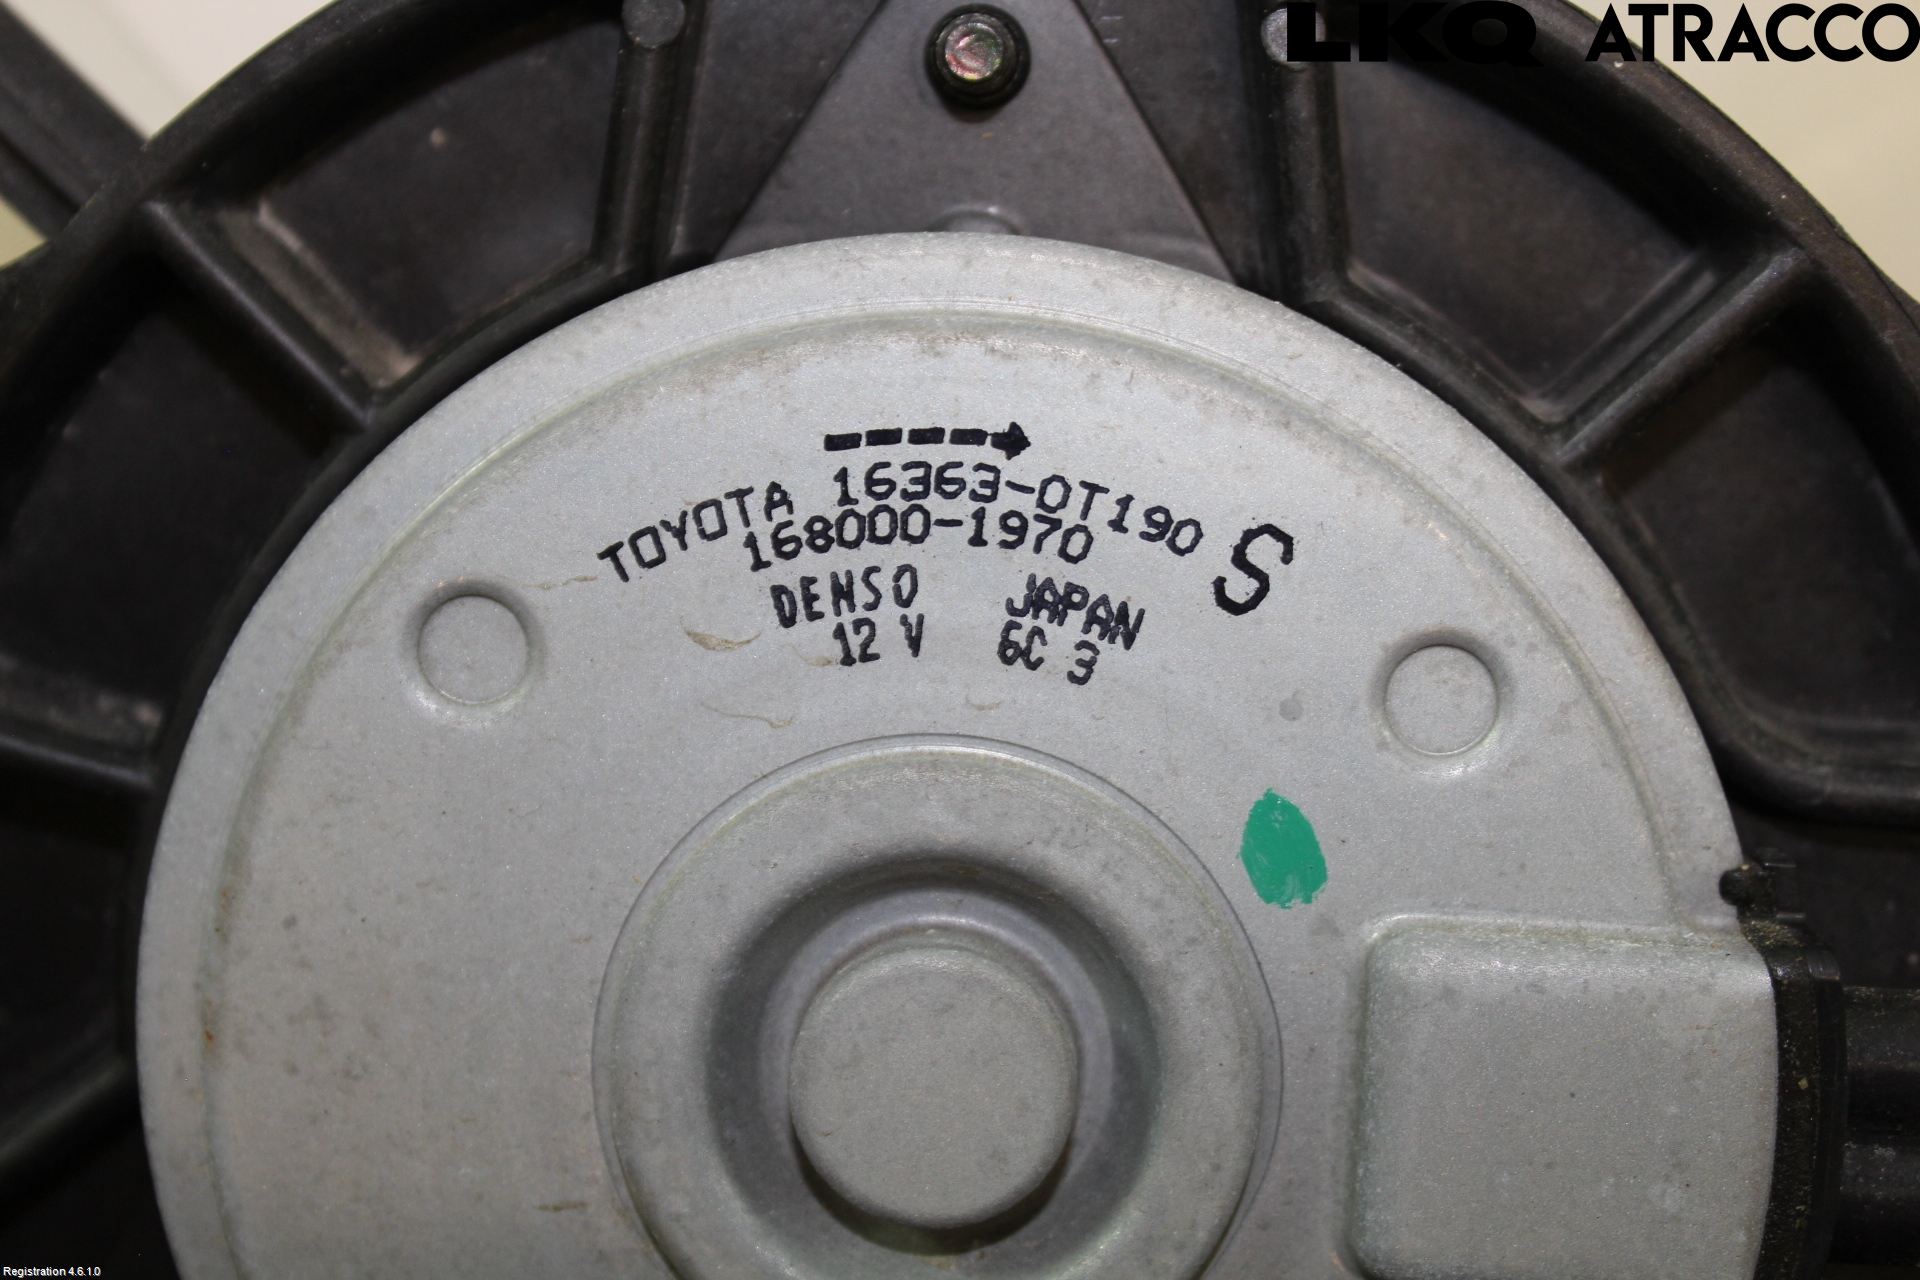 LKQ ATRACCO
TOYOTA 16363-0T190
168000-1970 S
DENSO JAPAN
12 V 6C 3
Registration 4.6.1.0